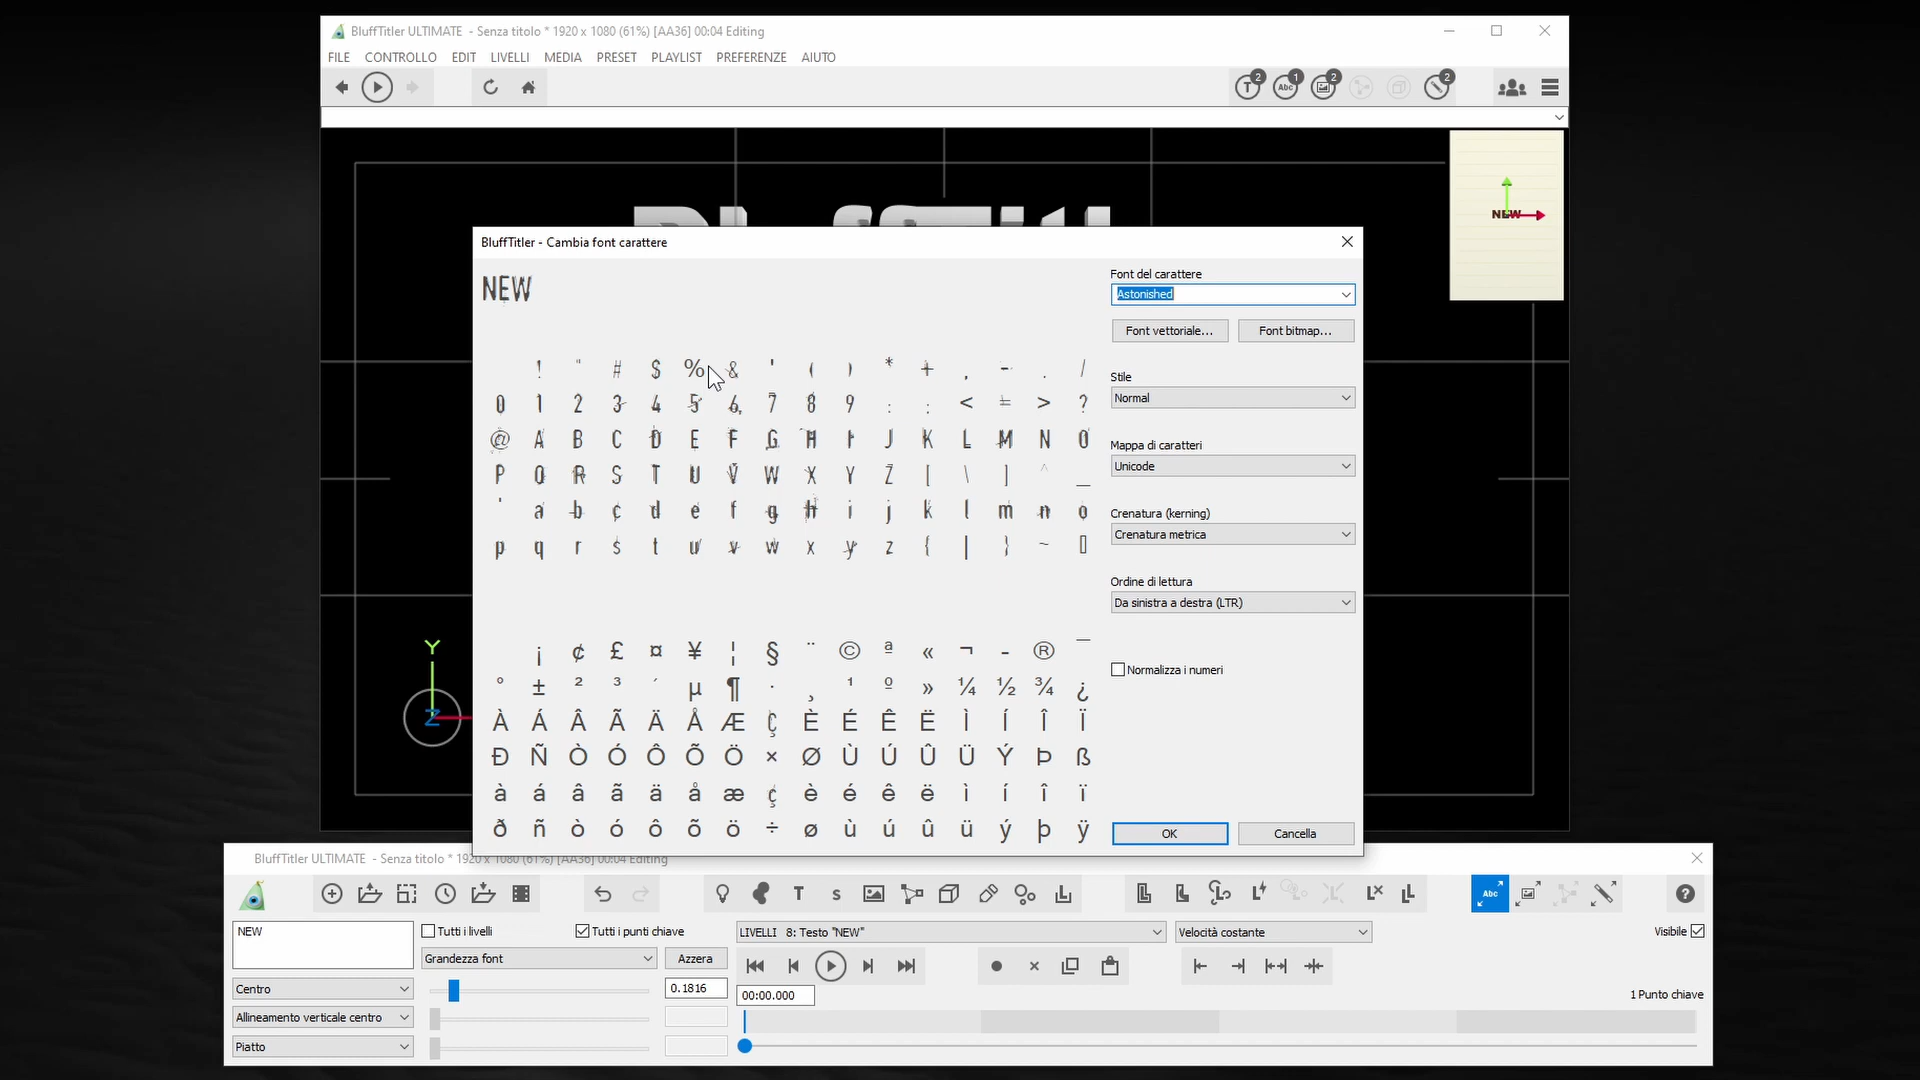 BluffTitler ULTIMATE - Senza titolo * 1920 x 1080 (61%) [AA36] 00:04 Editing
FILE CONTROLLO EDIT LIVELLI MEDIA PRESET PLAYLIST PREFERENZE AIUTO
T 2 Abc 1 2 2
NEW
BluffTitler - Cambia font carattere
NEW
Font del carattere
Astonished
Font vettoriale... Font bitmap...
! " # $ % & ' ( ) * + , - . /
0 1 2 3 4 5 6 7 8 9 : ; < = > ?
@ A B C D E F G H I J K L M N O
P Q R S T U V W X Y Z [ \ ] ^ _
` a b c d e f g h i j k l m n o
p q r s t u v w x y z { | } ~ ▯
Stile
Normal
Mappa di caratteri
Unicode
Crenatura (kerning)
Crenatura metrica
Ordine di lettura
Da sinistra a destra (LTR)
Normalizza i numeri
¡ ¢ £ ¤ ¥ ¦ § ¨ © ª « ¬ - ® ¯
° ± ² ³ ´ µ ¶ · ¸ ¹ º » ¼ ½ ¾ ¿
À Á Â Ã Ä Å Æ Ç È É Ê Ë Ì Í Î Ï
Ð Ñ Ò Ó Ô Õ Ö × Ø Ù Ú Û Ü Ý Þ ß
à á â ã ä å æ ç è é ê ë ì í î ï
ð ñ ò ó ô õ ö ÷ ø ù ú û ü ý þ ÿ
OK Cancella
Y
Z
BluffTitler ULTIMATE - Senza titolo * 1920 x 1080 (61%) [AA36] 00:04 Editing
T S Abc ?
NEW
Tutti i livelli Tutti i punti chiave LIVELLI 8: Testo "NEW" Velocità costante Visibile
Grandezza font Azzera
Centro 0.1816 00:00.000 1 Punto chiave
Allineamento verticale centro
Piatto